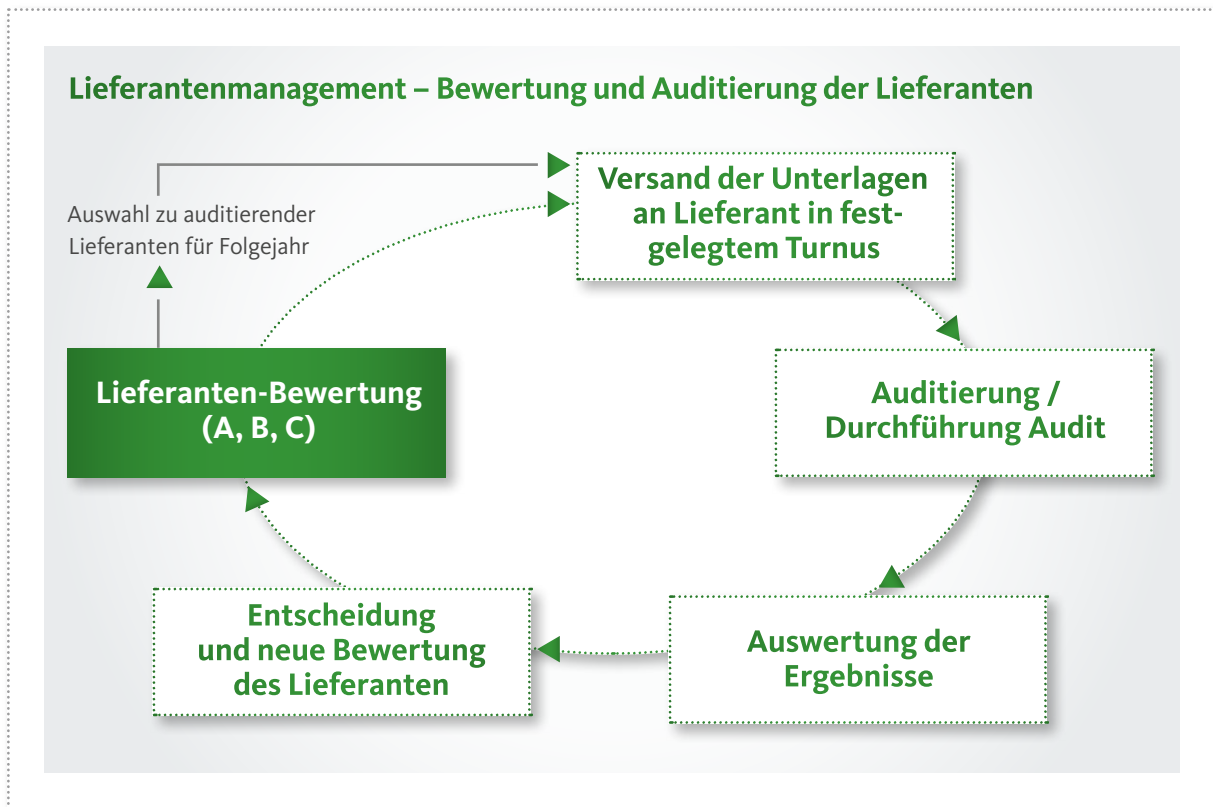 Lieferantenmanagement – Bewertung und Auditierung der Lieferanten
Versand der Unterlagen
an Lieferant in fest-
gelegtem Turnus
Auswahl zu auditierender
Lieferanten für Folgejahr
Lieferanten-Bewertung
(A, B, C)
Auditierung /
Durchführung Audit
Entscheidung
und neue Bewertung
des Lieferanten
Auswertung der
Ergebnisse